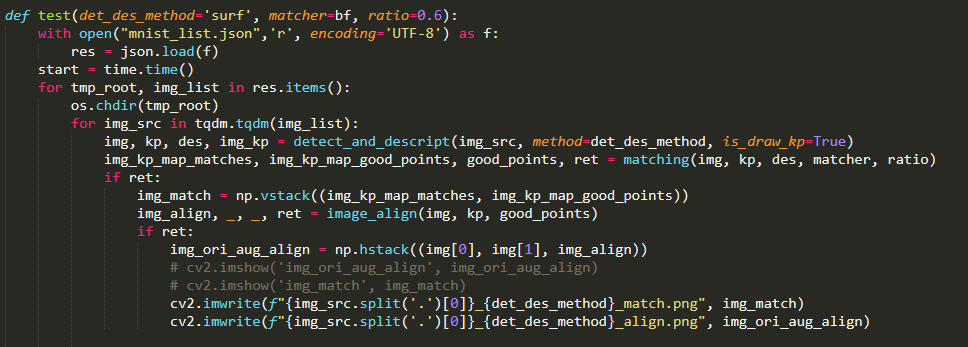 def test(det_des_method='surf', matcher=bf, ratio=0.6):
    with open("mnist_list.json",'r', encoding='UTF-8') as f:
        res = json.load(f)
    start = time.time()
    for tmp_root, img_list in res.items():
        os.chdir(tmp_root)
        for img_src in tqdm.tqdm(img_list):
            img, kp, des, img_kp = detect_and_descript(img_src, method=det_des_method, is_draw_kp=True)
            img_kp_map_matches, img_kp_map_good_points, good_points, ret = matching(img, kp, des, matcher, ratio)
            if ret:
                img_match = np.vstack((img_kp_map_matches, img_kp_map_good_points))
                img_align, _, _, ret = image_align(img, kp, good_points)
                if ret:
                    img_ori_aug_align = np.hstack((img[0], img[1], img_align))
                    # cv2.imshow('img_ori_aug_align', img_ori_aug_align)
                    # cv2.imshow('img_match', img_match)
                    cv2.imwrite(f"{img_src.split('.')[0]}_{det_des_method}_match.png", img_match)
                    cv2.imwrite(f"{img_src.split('.')[0]}_{det_des_method}_align.png", img_ori_aug_align)